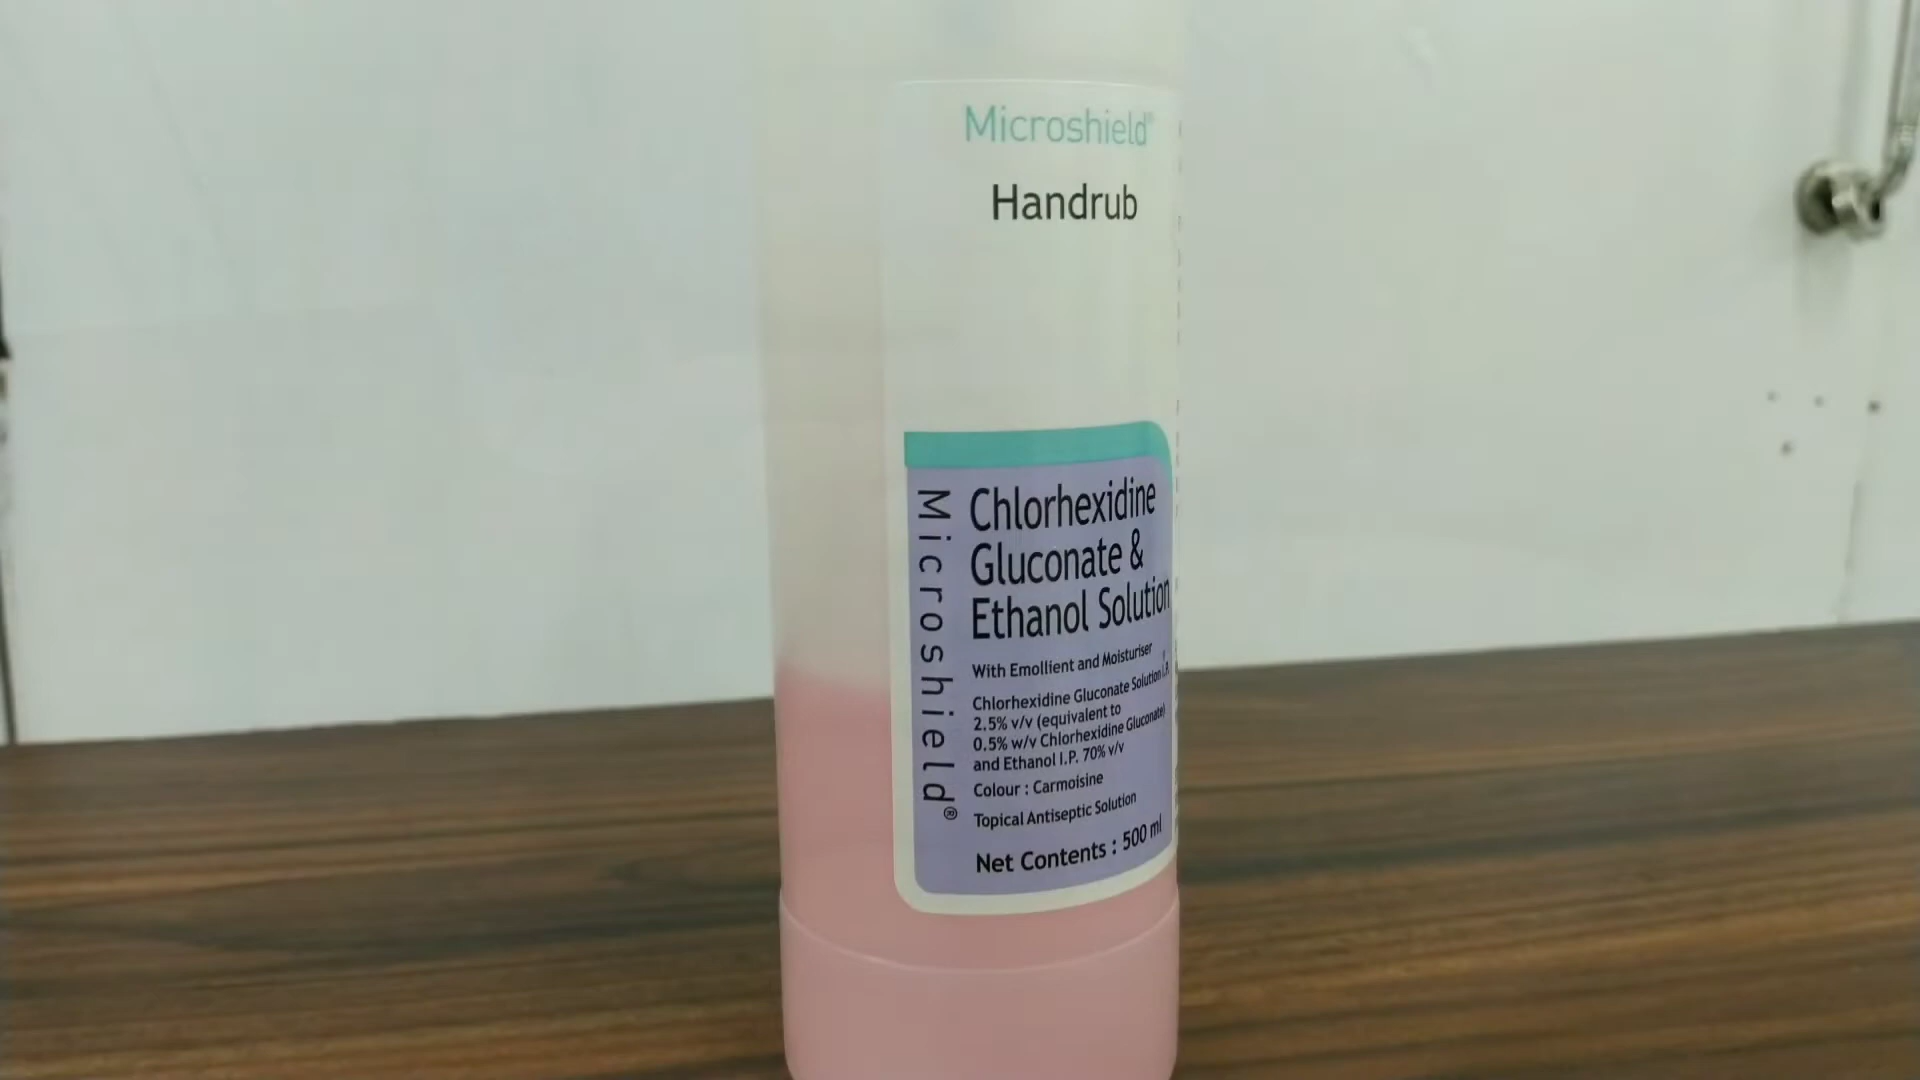 Microshield®
Handrub
Microshield®
Chlorhexidine
Gluconate &
Ethanol Solution
With Emollient and Moisturiser
Chlorhexidine Gluconate Solution I.P.
2.5% v/v (equivalent to
0.5% w/v Chlorhexidine Gluconate)
and Ethanol I.P. 70% v/v
Colour : Carmoisine
Topical Antiseptic Solution
Net Contents : 500 ml